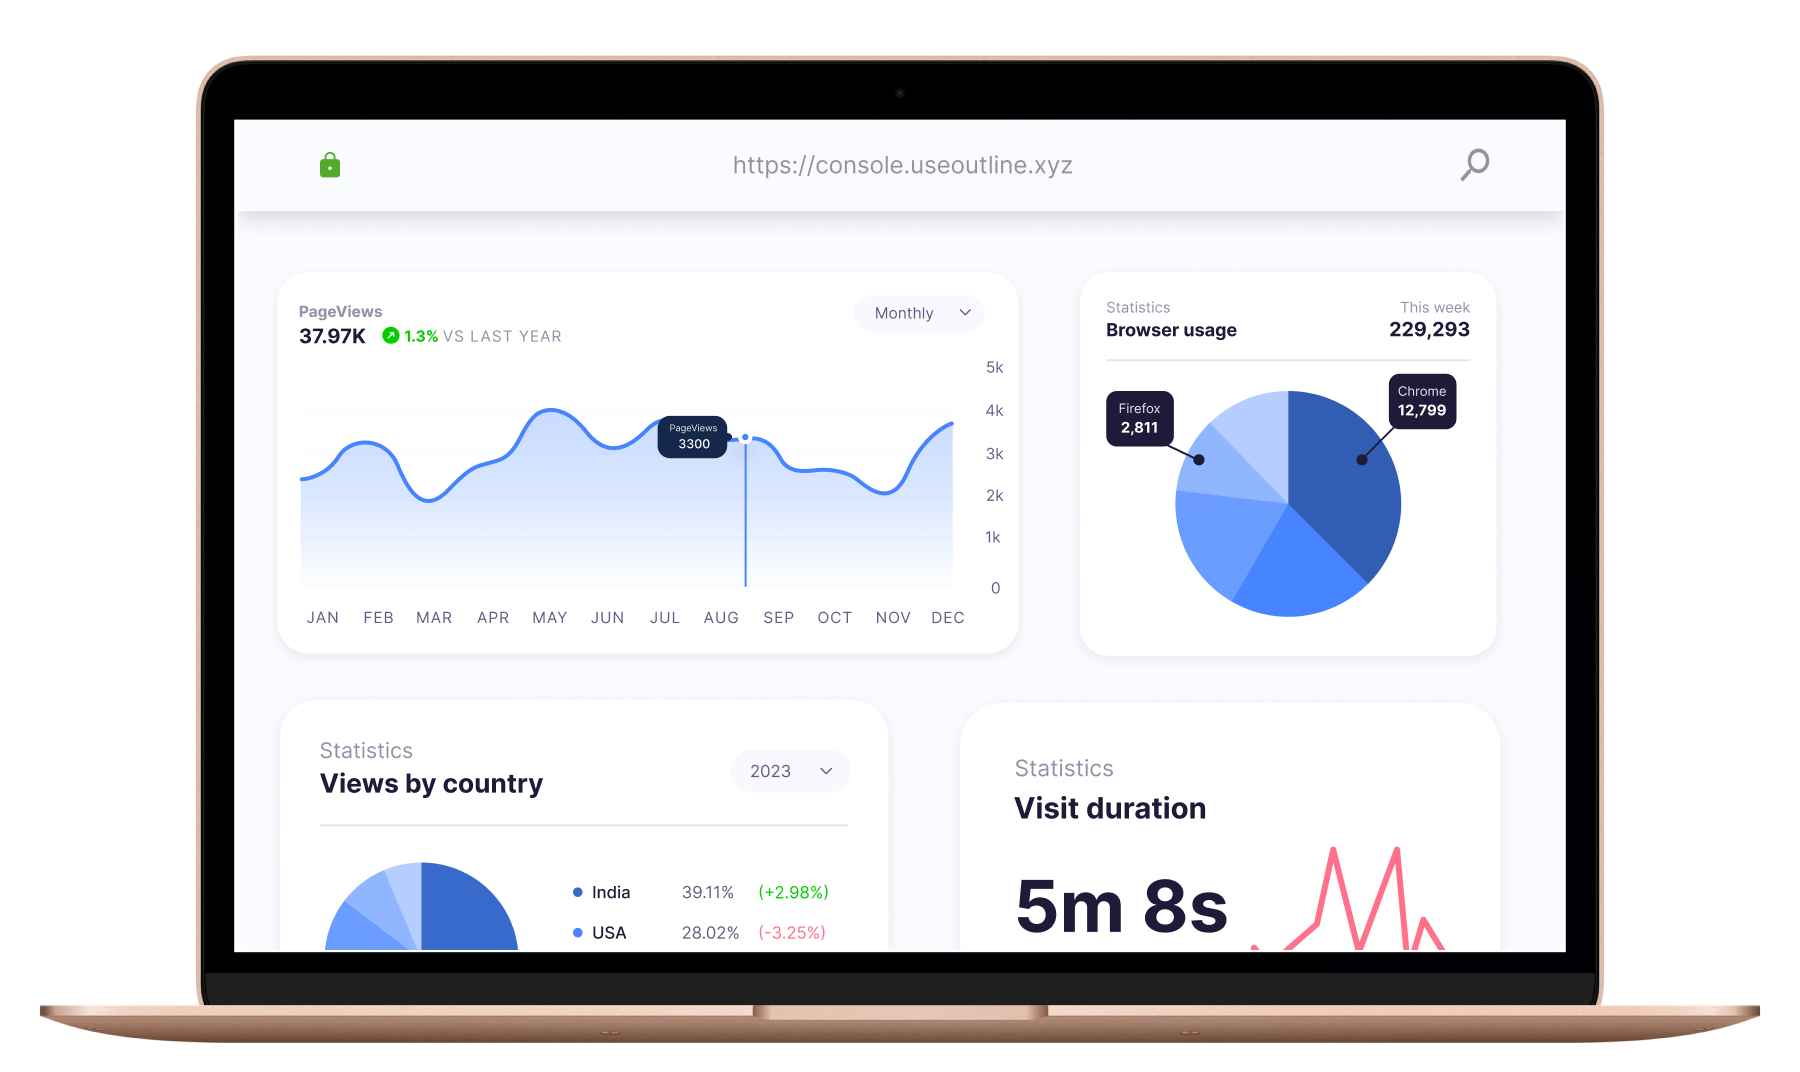 https://console.useoutline.xyz
PageViews
37.97K 1.3% VS LAST YEAR
Monthly
5k
4k
3k
2k
1k
0
PageViews
3300
JAN FEB MAR APR MAY JUN JUL AUG SEP OCT NOV DEC
Statistics This week
Browser usage 229,293
Firefox
2,811
Chrome
12,799
Statistics
Views by country
2023
India 39.11% (+2.98%)
USA 28.02% (-3.25%)
Statistics
Visit duration
5m 8s